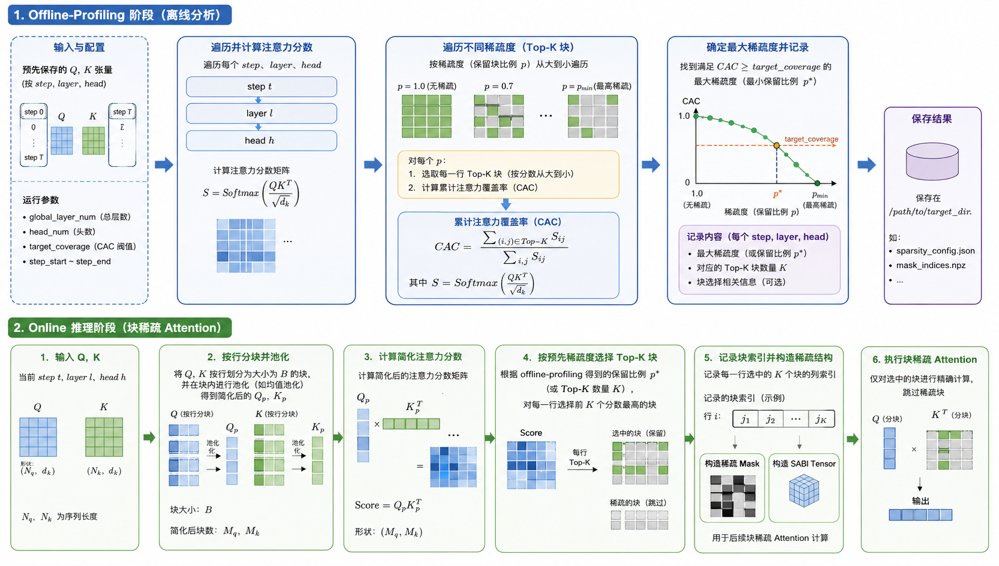 1. Offline-Profiling 阶段（离线分析）
输入与配置
预先保存的 Q, K 张量
(按 step, layer, head)
step 0
0
⋮
step T
Q
K
step T
⋮
运行参数
• global_layer_num（总层数）
• head_num（头数）
• target_coverage（CAC 阈值）
• step_start ~ step_end
遍历并计算注意力分数
遍历每个 step、layer、head
step t
layer l
head h
计算注意力分数矩阵
S = Softmax(QK^T / √d_k)
...
遍历不同稀疏度（Top-K 块）
按稀疏度（保留块比例 p）从大到小遍历
p = 1.0 (无稀疏)
p = 0.7
p = p_min (最高稀疏)
...
对每个 p：
1. 选取每一行 Top-K 块（按分数从大到小）
2. 计算累计注意力覆盖率（CAC）
累计注意力覆盖率（CAC）
CAC = ∑_{(i,j)∈Top-K} S_ij / ∑_{i,j} S_ij
其中 S = Softmax(QK^T / √d_k)
确定最大稀疏度并记录
找到满足 CAC ≥ target_coverage 的
最大稀疏度（最小保留比例 p*）
CAC
1.0
target_coverage
0
1.0
(无稀疏)
p*
p_min
(最高稀疏)
稀疏度（保留比例 p）
记录内容（每个 step, layer, head）
• 最大稀疏度（或保留比例 p*）
• 对应的 Top-K 块数量 K
• 块选择相关信息（可选）
保存结果
保存在
/path/to/target_dir.
如：
• sparsity_config.json
• mask_indices.npz
• ...
2. Online 推理阶段（块稀疏 Attention）
1. 输入 Q, K
当前 step t, layer l, head h
Q
K
形状：
(N_q, d_k)
(N_k, d_k)
N_q, N_k 为序列长度
2. 按行分块并池化
将 Q, K 按行划分为大小为 B 的块，
并在块内进行池化（如均值池化）
得到简化后的 Q_p, K_p
Q（按行分块）
Q_p
池化
化
K（按行分块）
K_p
池化
化
块大小：B
简化后块数：M_q, M_k
3. 计算简化注意力分数
计算简化后的注意力分数矩阵
Q_p
×
K_p^T
...
=
Score = Q_pK_p^T
形状：(M_q, M_k)
4. 按预先稀疏度选择 Top-K 块
根据 offline-profiling 得到的保留比例 p*
（或 Top-K 数量 K），
对每一行选择前 K 个分数最高的块
Score
每行
Top-K
选中的块（保留）
稀疏的块（跳过）
5. 记录块索引并构造稀疏结构
记录每一行选中的 K 个块的列索引
记录的块索引（示例）
行 i：
j_1
j_2
...
j_K
构造稀疏 Mask
构造 SABI Tensor
用于后续块稀疏 Attention 计算
6. 执行块稀疏 Attention
仅对选中的块进行精确计算，
跳过稀疏块
Q（分块）
×
K^T（分块）
输出